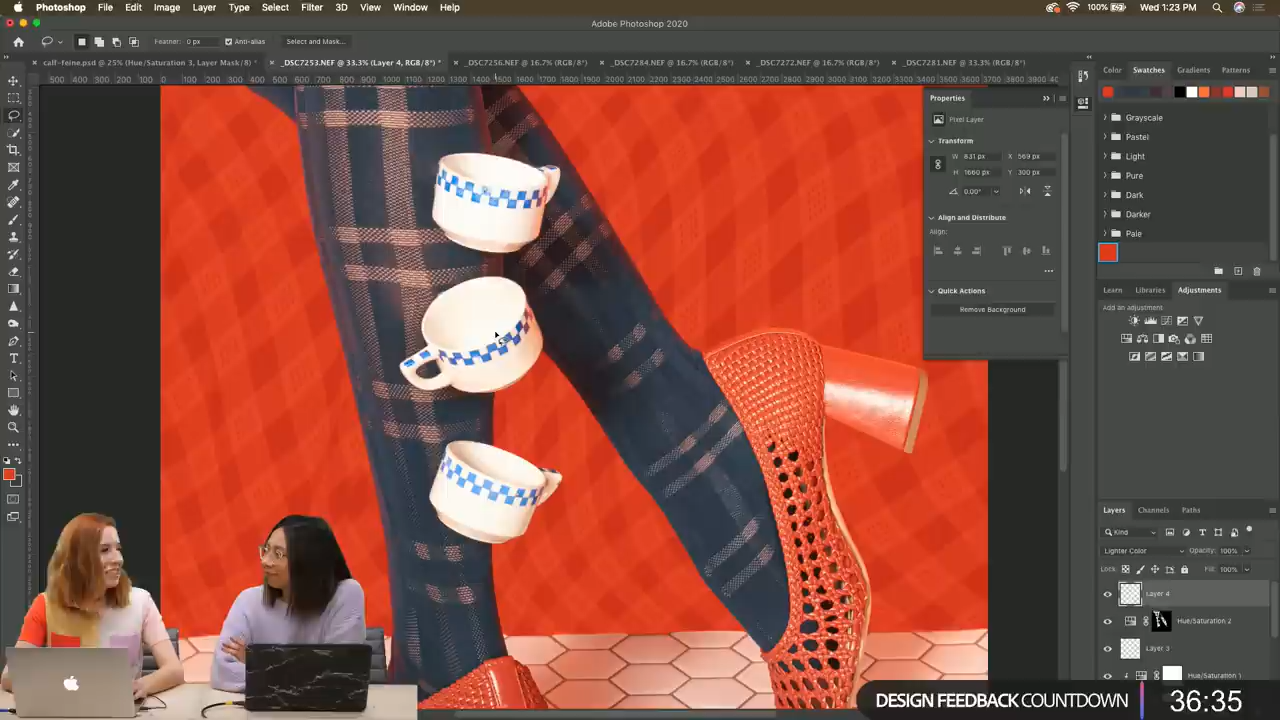 Photoshop File Edit Image Layer Type Select Filter 3D View Window Help 100% Wed 1:23 PM
Adobe Photoshop 2020
Feather: 0 px Anti-alias Select and Mask...
calf-feine.psd @ 25% (Hue/Saturation 3, Layer Mask/8) * _DSC7253.NEF @ 33.3% (Layer 4, RGB/8*) * _DSC7256.NEF @ 16.7% (RGB/8*) _DSC7284.NEF @ 16.7% (RGB/8*) _DSC7272.NEF @ 16.7% (RGB/8*) _DSC7281.NEF @ 33.3% (RGB/8*)
Color Swatches Gradients Patterns
Properties
Pixel Layer
Transform
W 831 px X 569 px
H 1660 px Y 300 px
0.00°
Align and Distribute
Align:
Quick Actions
Remove Background
Grayscale
Pastel
Light
Pure
Dark
Darker
Pale
Learn Libraries Adjustments
Add an adjustment
Layers Channels Paths
Kind
Lighter Color Opacity: 100%
Lock: Fill: 100%
Layer 4
Hue/Saturation 2
Layer 3
Hue/Saturation 1
DESIGN FEEDBACK COUNTDOWN 36:35